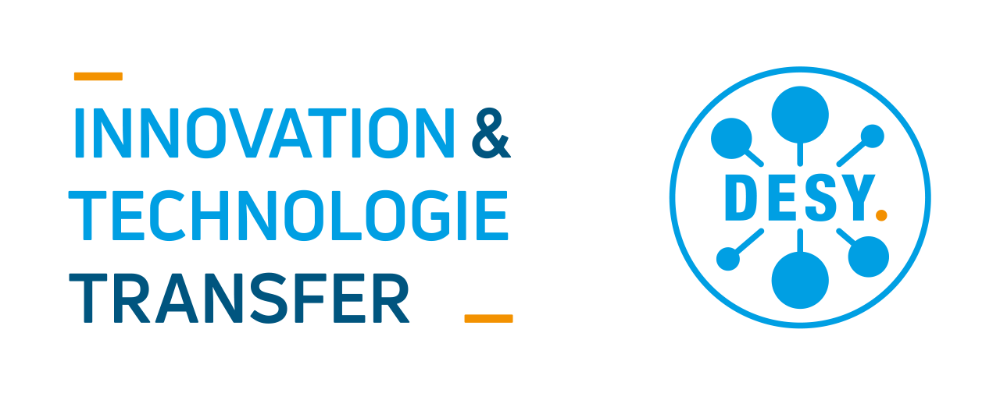 INNOVATION &
TECHNOLOGIE
TRANSFER
DESY.